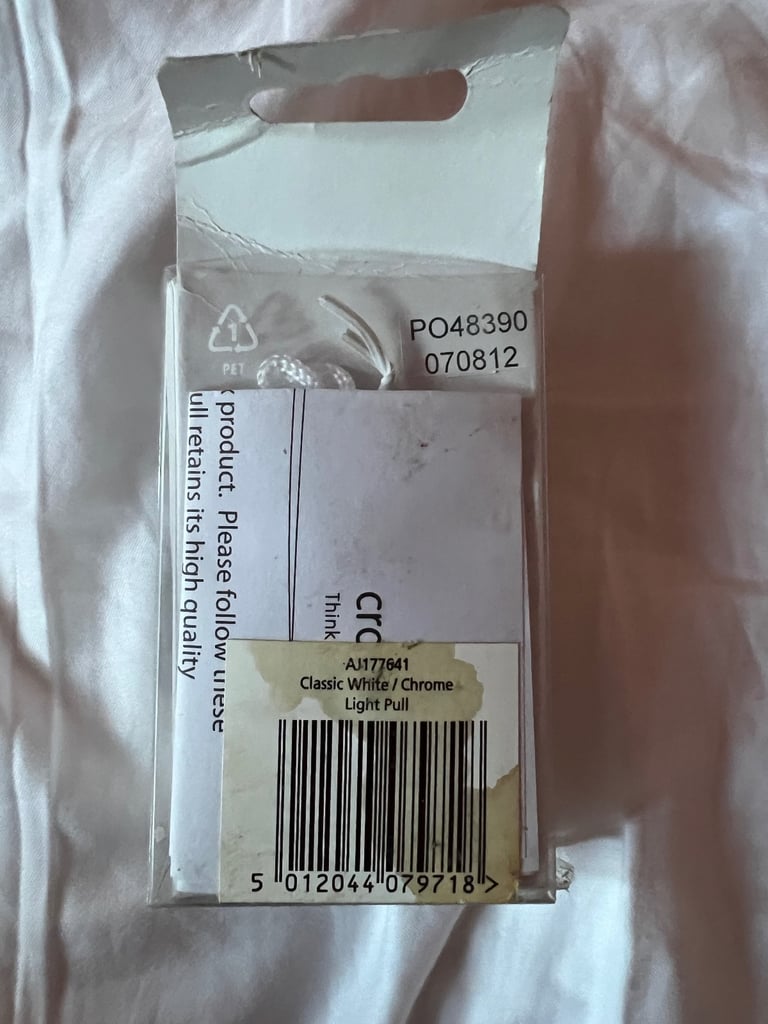 1
PET
PO48390
070812
product. Please follow these
ull retains its high quality
cro
Think
AJ177641
Classic White / Chrome
Light Pull
5 012044 079718 >